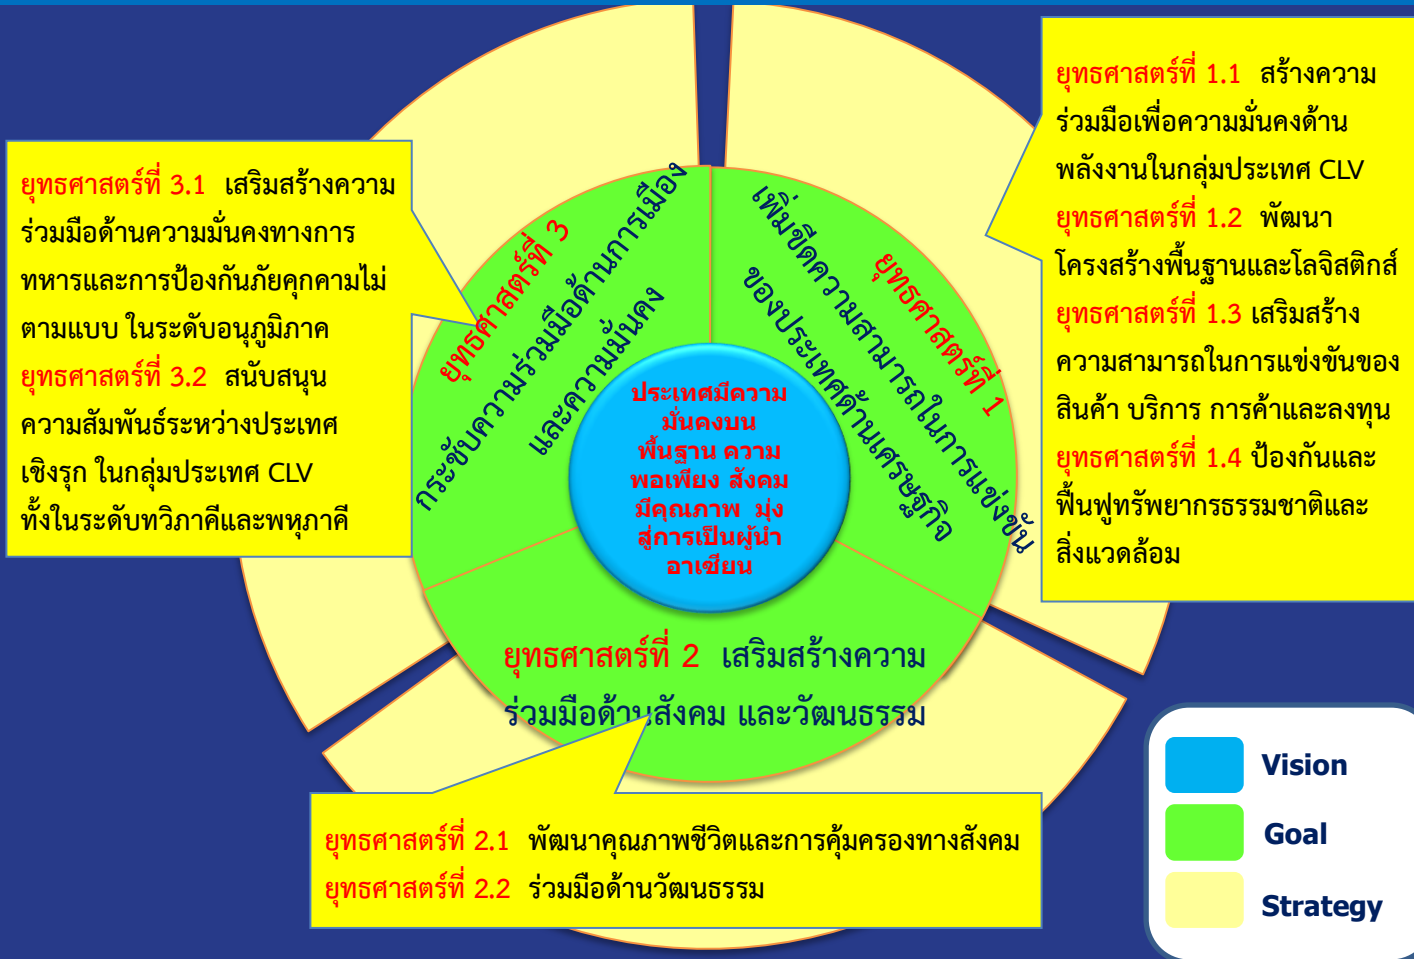 ยุทธศาสตร์ที่ 3.1 เสริมสร้างความ
ร่วมมือด้านความมั่นคงทางการ
ทหารและการป้องกันภัยคุกคามไม่
ตามแบบ ในระดับอนุภูมิภาค
ยุทธศาสตร์ที่ 3.2 สนับสนุน
ความสัมพันธ์ระหว่างประเทศ
เชิงรุก ในกลุ่มประเทศ CLV
ทั้งในระดับทวิภาคีและพหุภาคี
ยุทธศาสตร์ที่ 3
กระชับความร่วมมือด้านการเมือง
และความมั่นคง
ยุทธศาสตร์ที่ 1
เพิ่มขีดความสามารถในการแข่งขัน
ของประเทศด้านเศรษฐกิจ
ยุทธศาสตร์ที่ 1.1 สร้างความ
ร่วมมือเพื่อความมั่นคงด้าน
พลังงานในกลุ่มประเทศ CLV
ยุทธศาสตร์ที่ 1.2 พัฒนา
โครงสร้างพื้นฐานและโลจิสติกส์
ยุทธศาสตร์ที่ 1.3 เสริมสร้าง
ความสามารถในการแข่งขันของ
สินค้า บริการ การค้าและลงทุน
ยุทธศาสตร์ที่ 1.4 ป้องกันและ
ฟื้นฟูทรัพยากรธรรมชาติและ
สิ่งแวดล้อม
ประเทศมีความ
มั่นคงบน
พื้นฐาน ความ
พอเพียง สังคม
มีคุณภาพ มุ่ง
สู่การเป็นผู้นำ
อาเซียน
ยุทธศาสตร์ที่ 2 เสริมสร้างความ
ร่วมมือด้านสังคม และวัฒนธรรม
ยุทธศาสตร์ที่ 2.1 พัฒนาคุณภาพชีวิตและการคุ้มครองทางสังคม
ยุทธศาสตร์ที่ 2.2 ร่วมมือด้านวัฒนธรรม
Vision
Goal
Strategy